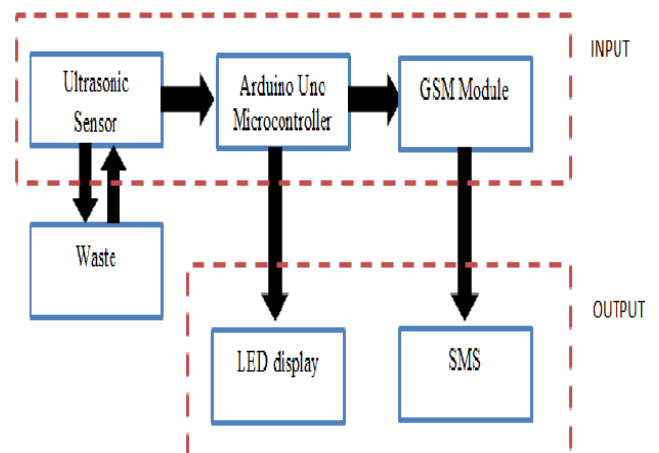 INPUT
Ultrasonic
Sensor
Arduino Uno
Microcontroller
GSM Module
Waste
OUTPUT
LED display
SMS